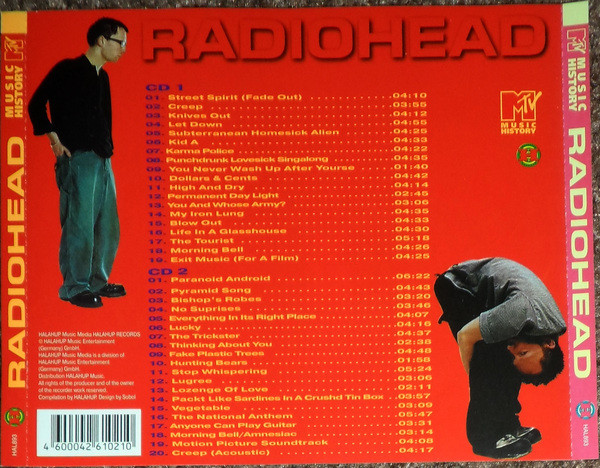 RADIOHEAD
CD 1
01. Street Spirit (Fade Out) 04:10
02. Creep 03:55
03. Knives Out 04:12
04. Let Down 04:55
05. Subterranean Homesick Alien 04:25
06. Kid A 04:33
07. Karma Police 04:22
08. Punchdrunk Lovesick Singalong 04:35
09. You Never Wash Up After Yourse 01:40
10. Dollars & Cents 04:42
11. High And Dry 04:14
12. Permanent Day Light 02:45
13. You And Whose Army? 03:06
14. My Iron Lung 04:35
15. Blow Out 04:33
16. Life In A Glasshouse 04:30
17. The Tourist 05:18
18. Morning Bell 04:26
19. Exit Music (For A Film) 04:25
CD 2
01. Paranoid Android 06:22
02. Pyramid Song 04:43
03. Bishop's Robes 03:20
04. No Suprises 03:46
05. Everything In Its Right Place 04:07
06. Lucky 04:15
07. The Trickster 04:37
08. Thinking About You 02:38
09. Fake Plastic Trees 04:48
10. Hunting Bears 01:58
11. Stop Whispering 05:24
12. Lugree 03:06
13. Lozenge Of Love 02:11
14. Packt Like Sardines In A Crushd Tin Box 03:57
15. Vegetable 03:09
16. The National Anthem 05:47
17. Anyone Can Play Guitar 03:31
18. Morning Bell/Amnesiac 03:14
19. Motion Picture Soundtrack 04:08
20. Creep (Acoustic) 04:17
MTV
MUSIC
HISTORY
HALAHUP Music Media HALAHUP RECORDS
© HALAHUP Music Entertainment
(Germany) GmbH.
HALAHUP Music Media is a division of
HALAHUP Music Entertainment
(Germany) GmbH.
Distribution HALAHUP Music.
All rights of the producer and of the owner
of the recorder work reserved.
Compilation by HALAHUP Design by Sobol
4 600042 610210
MTV
MUSIC
HISTORY
RADIOHEAD
HAL893
MTV
MUSIC
HISTORY
RADIOHEAD
HAL893